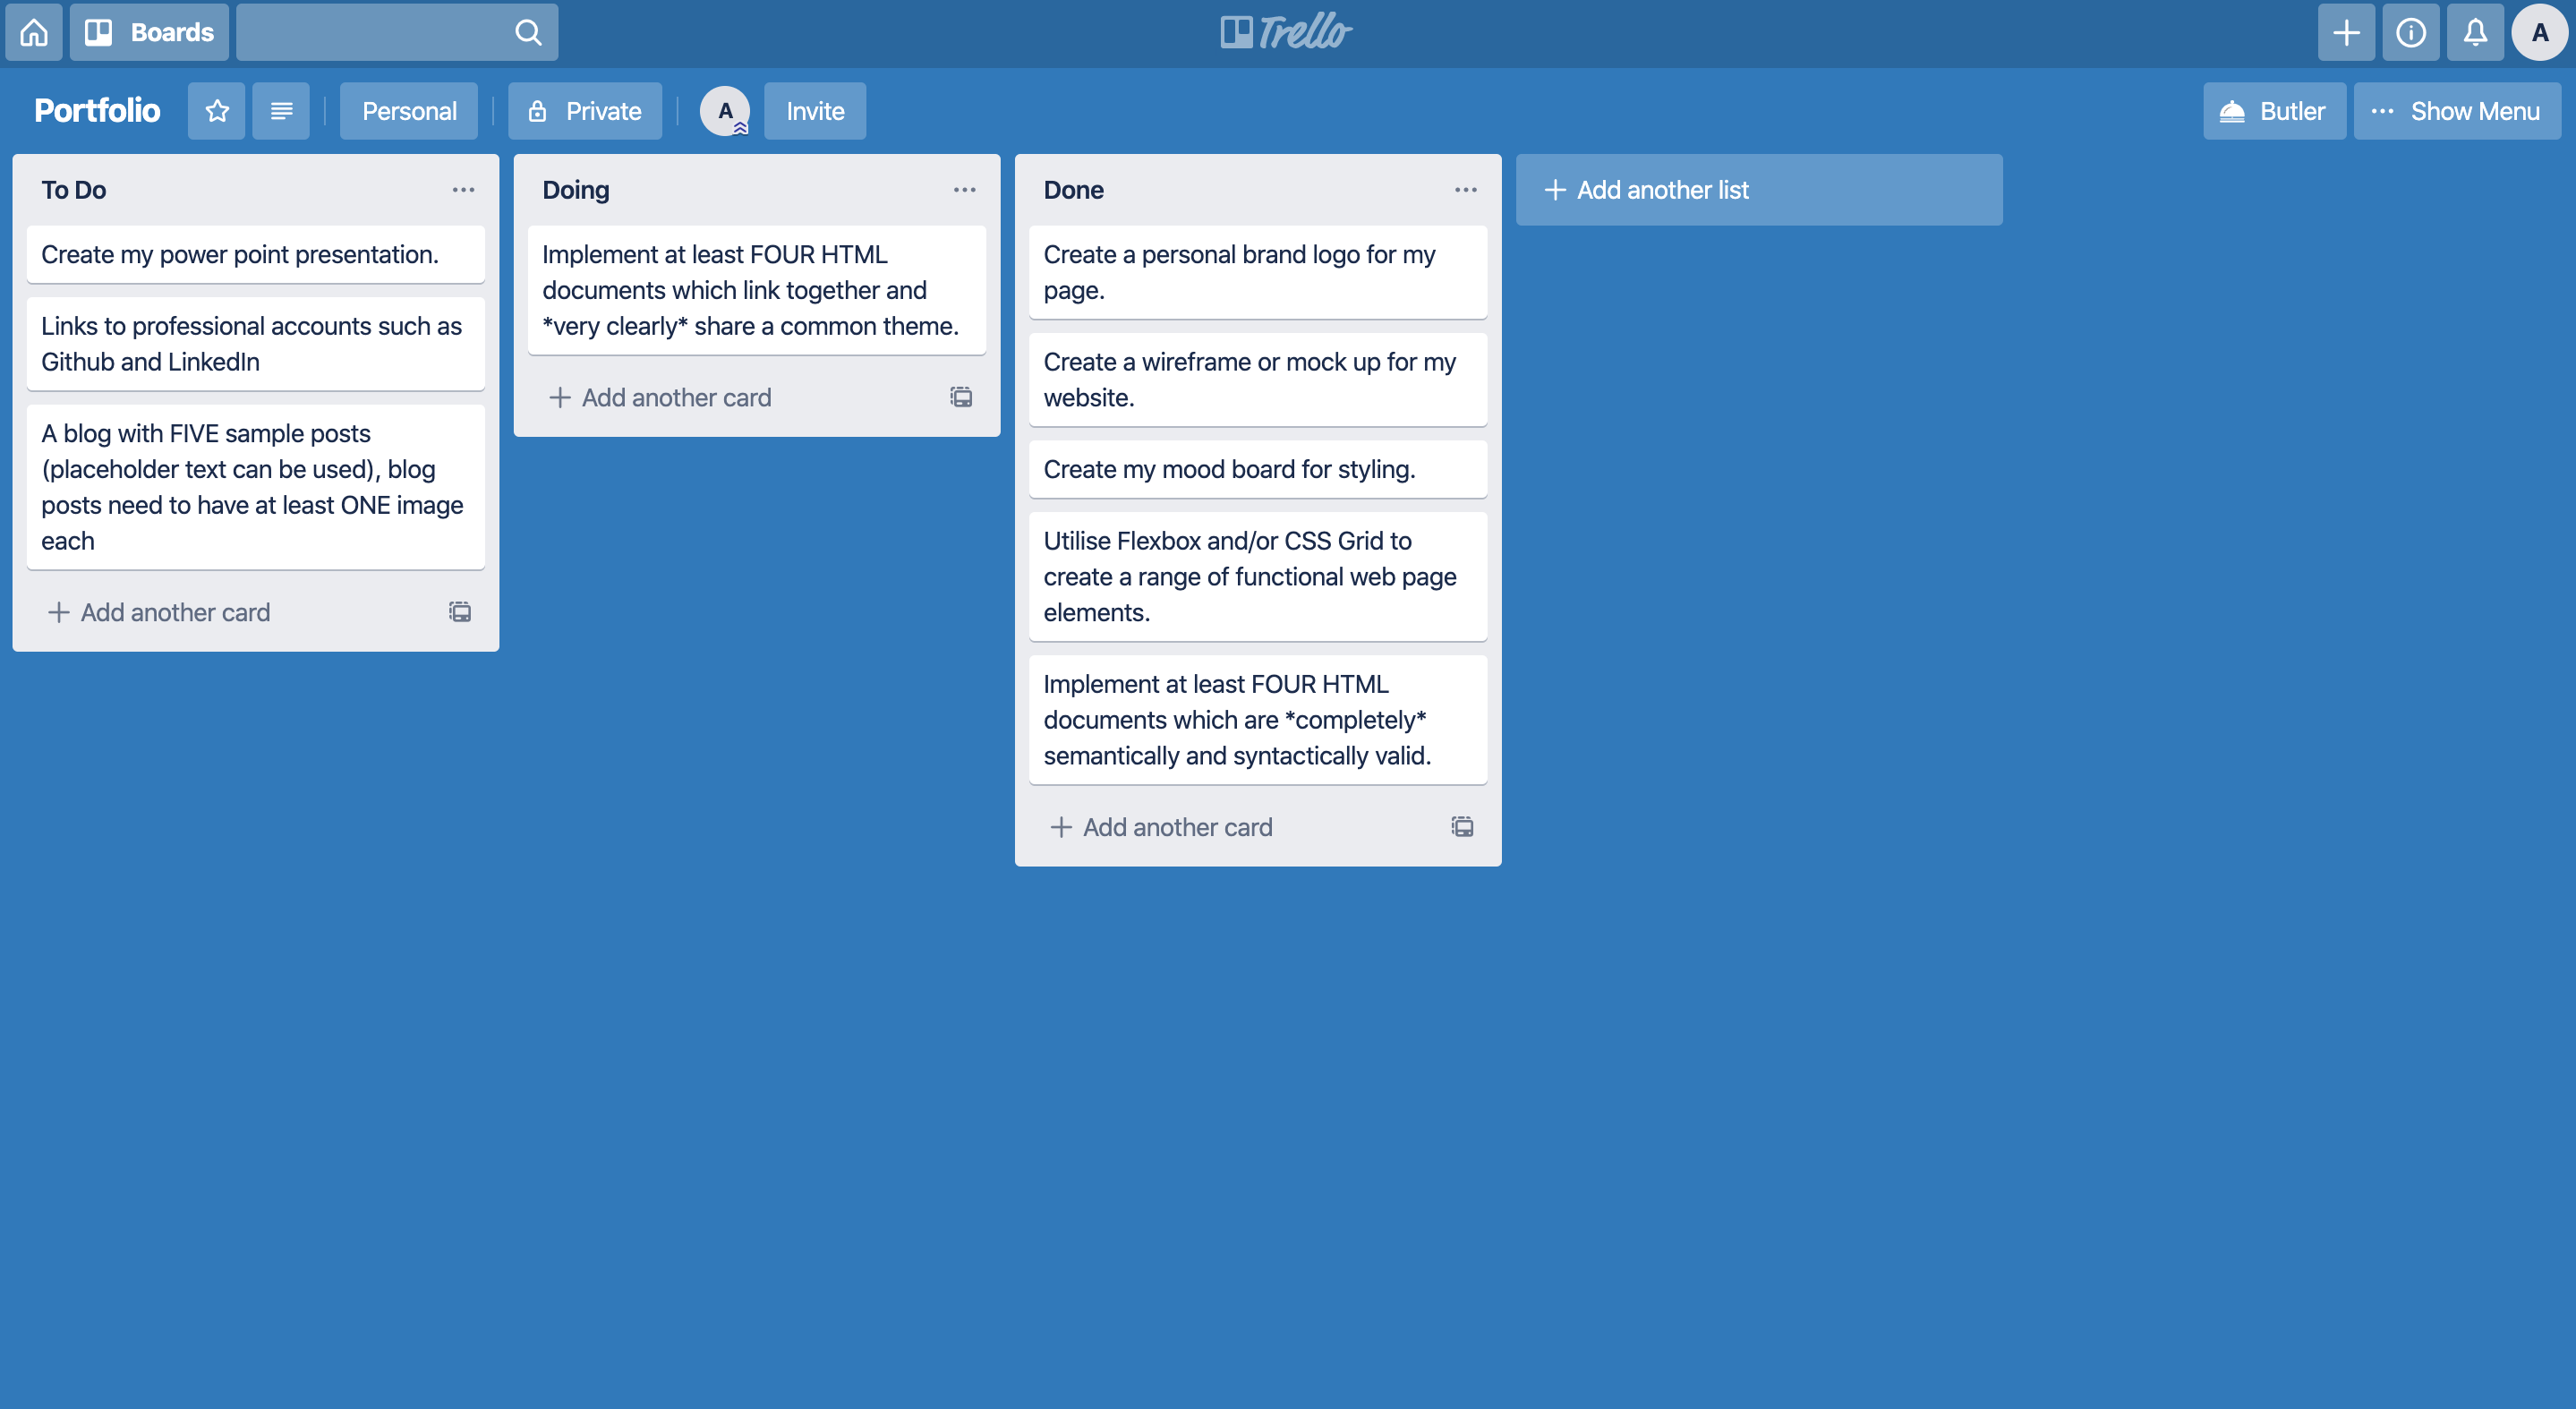 Boards
Trello
A
Portfolio
Personal
Private
A
Invite
Butler
Show Menu
To Do
Create my power point presentation.
Links to professional accounts such as
Github and LinkedIn
A blog with FIVE sample posts
(placeholder text can be used), blog
posts need to have at least ONE image
each
Add another card
Doing
Implement at least FOUR HTML
documents which link together and
*very clearly* share a common theme.
Add another card
Done
Create a personal brand logo for my
page.
Create a wireframe or mock up for my
website.
Create my mood board for styling.
Utilise Flexbox and/or CSS Grid to
create a range of functional web page
elements.
Implement at least FOUR HTML
documents which are *completely*
semantically and syntactically valid.
Add another card
Add another list